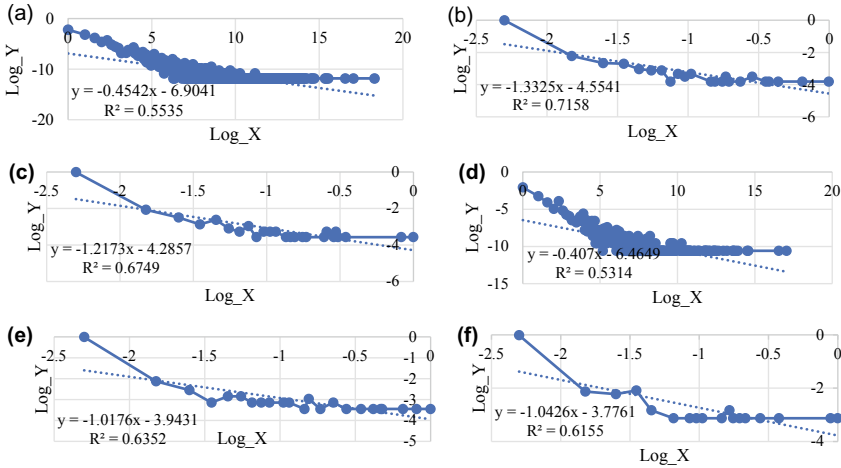 (a)
0
0 5 10 15 20
-10
-20
Log_Y
y = -0.4542x - 6.9041
R² = 0.5535
Log_X
(b)
-2.5 -2 -1.5 -1 -0.5 0
0
-2
-4
-6
Log_Y
y = -1.3325x - 4.5541
R² = 0.7158
Log_X
(c)
-2.5 -2 -1.5 -1 -0.5 0
0
-2
-4
-6
Log_Y
y = -1.2173x - 4.2857
R² = 0.6749
Log_X
(d)
0
0 5 10 15 20
-5
-10
-15
Log_Y
y = -0.407x - 6.4649
R² = 0.5314
Log_X
(e)
-2.5 -2 -1.5 -1 -0.5 0
0
-1
-2
-3
-4
-5
Log_Y
y = -1.0176x - 3.9431
R² = 0.6352
Log_X
(f)
-2.5 -2 -1.5 -1 -0.5 0
0
-2
-4
Log_Y
y = -1.0426x - 3.7761
R² = 0.6155
Log_X